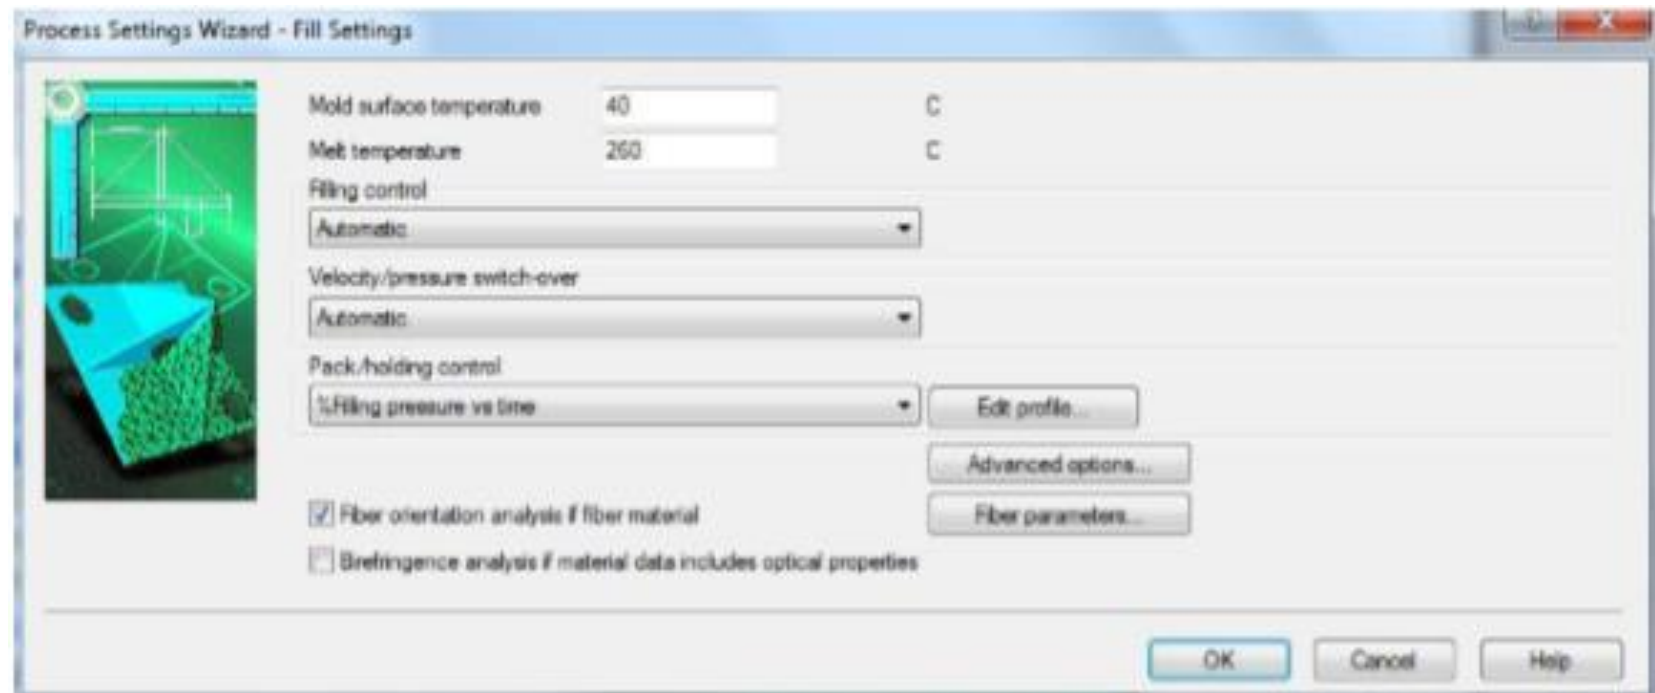 Process Settings Wizard - Fill Settings
Mold surface temperature 40 C
Melt temperature 260 C
Filling control
Automatic
Velocity/pressure switch-over
Automatic
Pack/holding control
%Filling pressure vs time Edit profile...
Advanced options...
Fiber orientation analysis if fiber material Fiber parameters...
Birefringence analysis if material data includes optical properties
OK Cancel Help